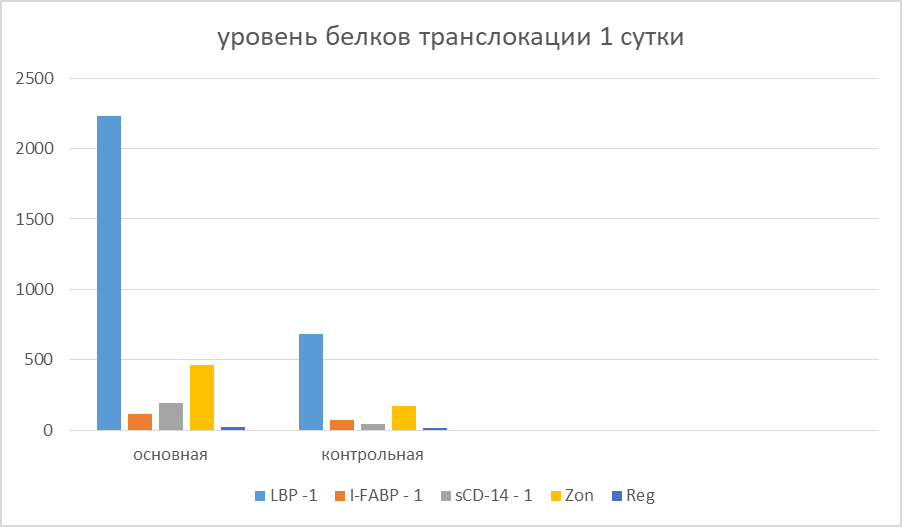 уровень белков транслокации 1 сутки
2500
2000
1500
1000
500
0
основная контрольная
LBP -1 I-FABP - 1 sCD-14 - 1 Zon Reg